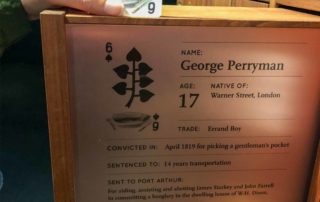 9
6
NAME:
George Perryman
AGE: NATIVE OF:
17 Warner Street, London
6
TRADE: Errand Boy
CONVICTED IN: April 1819 for picking a gentleman's pocket
SENTENCED TO: 14 years transportation
SENT TO PORT ARTHUR:
For aiding, assisting and abetting James Sharkey and John Farrell
in committing a burglary in the dwelling house of W.H. Dixon,